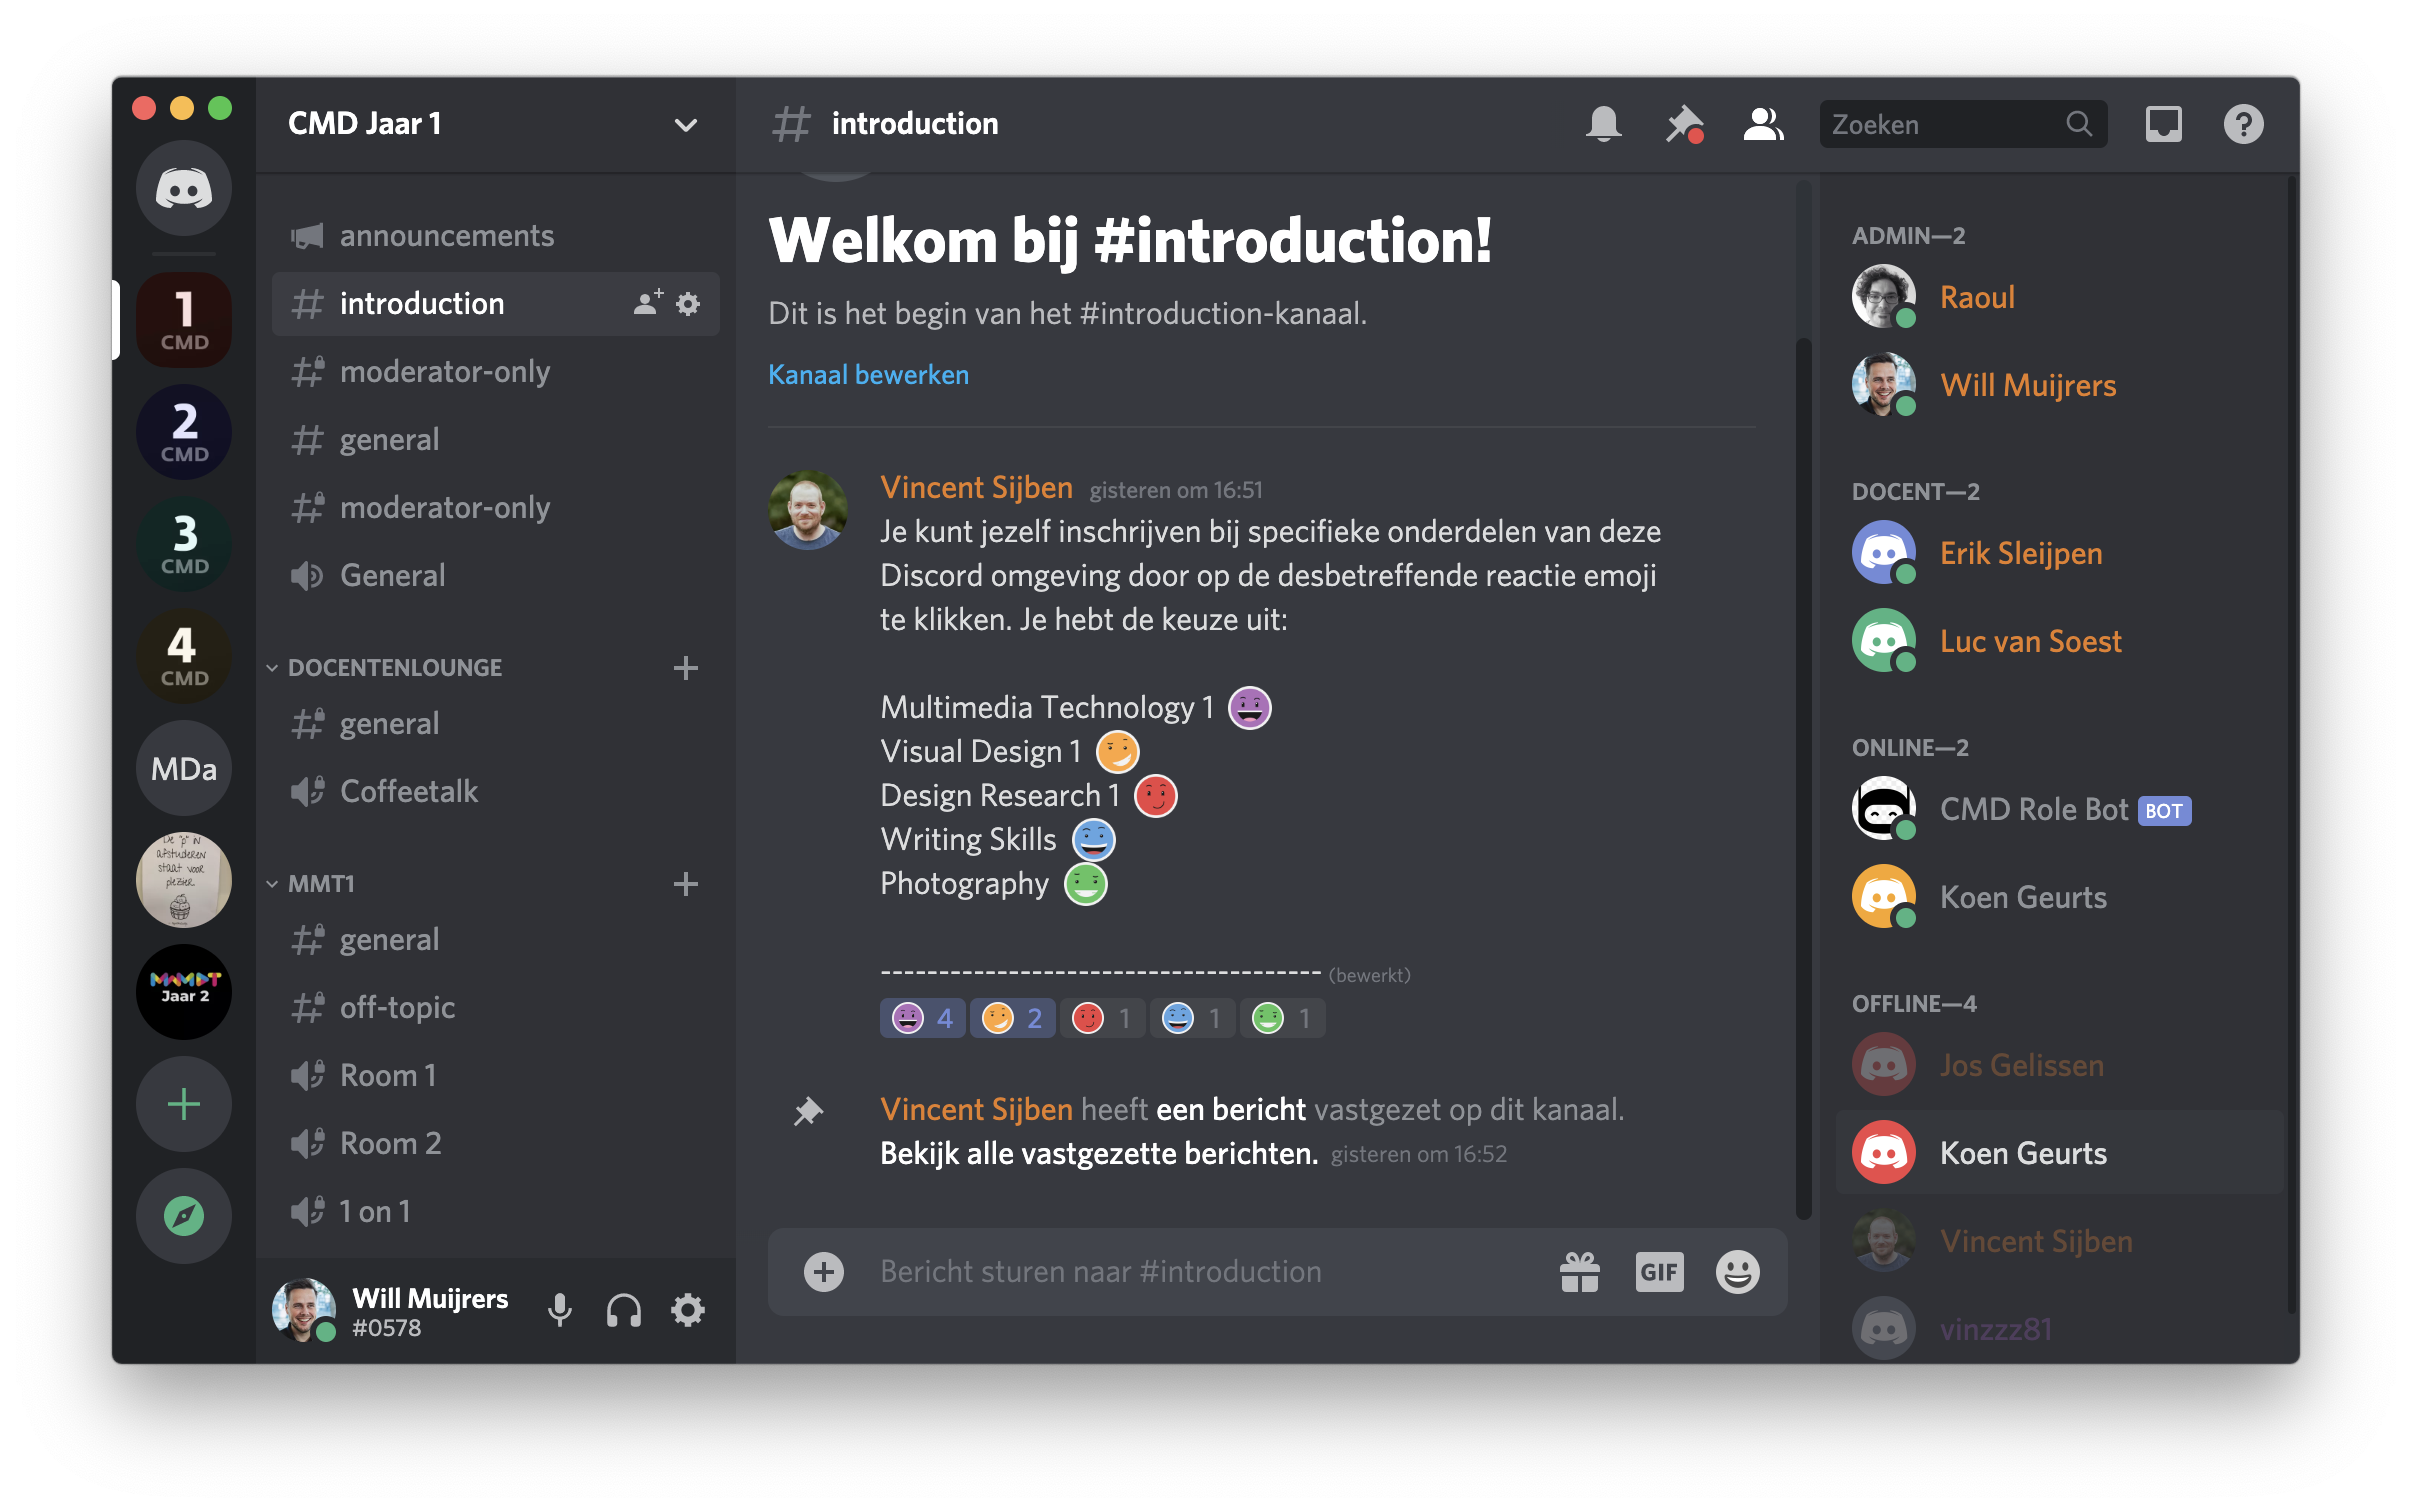 1
CMD
2
CMD
3
CMD
4
CMD
MDa
De "p" in
afstuderen
staat voor
plezier
MAMDT
Jaar 2
CMD Jaar 1
announcements
introduction
moderator-only
general
moderator-only
General
DOCENTENLOUNGE
general
Coffeetalk
MMT1
general
off-topic
Room 1
Room 2
1 on 1
Will Muijrers
#0578
# introduction
Zoeken
Welkom bij #introduction!
Dit is het begin van het #introduction-kanaal.
Kanaal bewerken
Vincent Sijben gisteren om 16:51
Je kunt jezelf inschrijven bij specifieke onderdelen van deze
Discord omgeving door op de desbetreffende reactie emoji
te klikken. Je hebt de keuze uit:
Multimedia Technology 1
Visual Design 1
Design Research 1
Writing Skills
Photography
------------------------------------- (bewerkt)
4 2 1 1 1
Vincent Sijben heeft een bericht vastgezet op dit kanaal.
Bekijk alle vastgezette berichten. gisteren om 16:52
Bericht sturen naar #introduction
GIF
ADMIN—2
Raoul
Will Muijrers
DOCENT—2
Erik Sleijpen
Luc van Soest
ONLINE—2
CMD Role Bot BOT
Koen Geurts
OFFLINE—4
Jos Gelissen
Koen Geurts
Vincent Sijben
vinzzz81